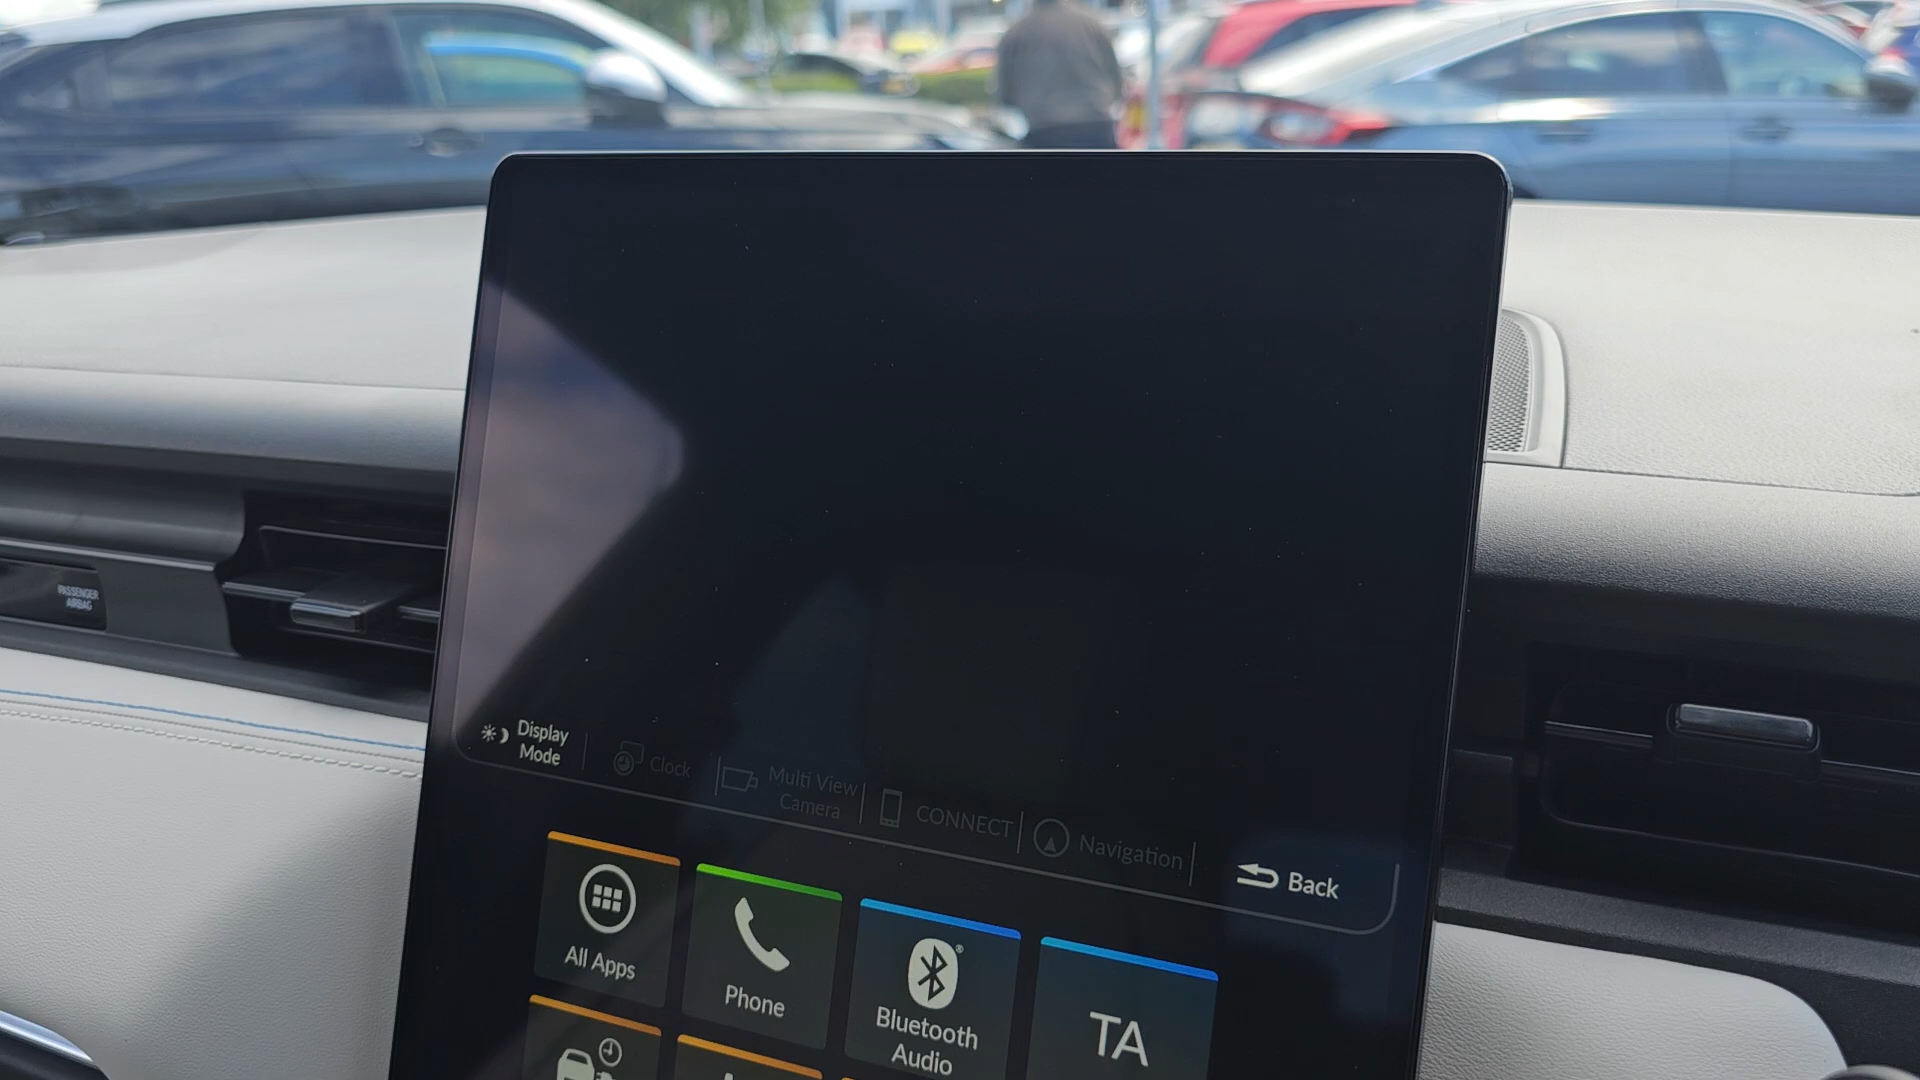 PASSENGER
AIRBAG
Display
Mode
Clock
Multi View
Camera
CONNECT
Navigation
Back
All Apps
Phone
Bluetooth
Audio
TA